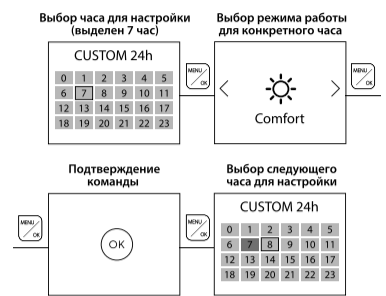 Выбор часа для настройки
(выделен 7 час)
CUSTOM 24h
0 1 2 3 4 5
6 7 8 9 10 11
12 13 14 15 16 17
18 19 20 21 22 23
MENU/OK
Выбор режима работы
для конкретного часа
Comfort
MENU/OK
MENU/OK
Подтверждение
команды
OK
MENU/OK
Выбор следующего
часа для настройки
CUSTOM 24h
0 1 2 3 4 5
6 7 8 9 10 11
12 13 14 15 16 17
18 19 20 21 22 23